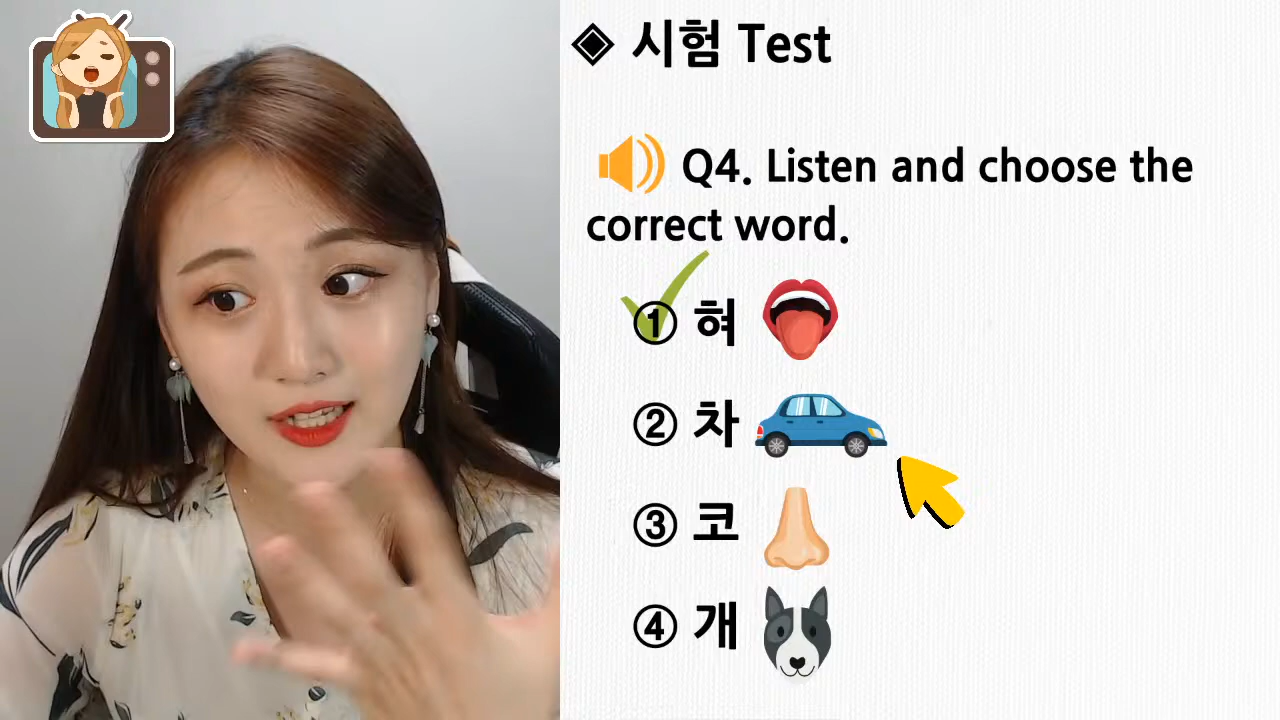 ◈ 시험 Test
Q4. Listen and choose the
correct word.
① 혀
② 차
③ 코
④ 개